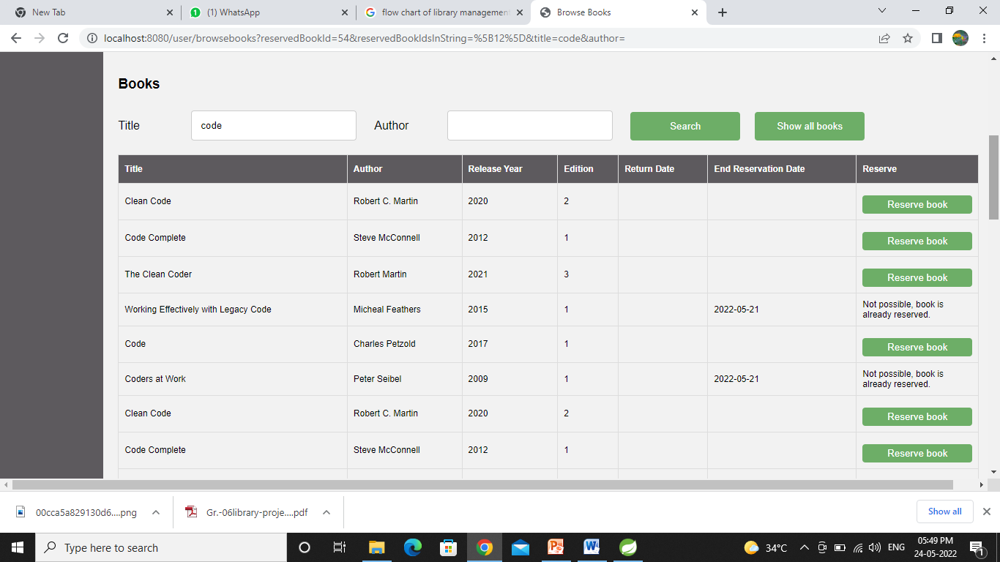 New Tab
(1) WhatsApp
flow chart of library management
Browse Books
localhost:8080/user/browsebooks?reservedBookId=54&reservedBookIdsInString=%5B12%5D&title=code&author=
Books
Title code Author Search Show all books
Title Author Release Year Edition Return Date End Reservation Date Reserve
Clean Code Robert C. Martin 2020 2 Reserve book
Code Complete Steve McConnell 2012 1 Reserve book
The Clean Coder Robert Martin 2021 3 Reserve book
Working Effectively with Legacy Code Micheal Feathers 2015 1 2022-05-21 Not possible, book is
already reserved.
Code Charles Petzold 2017 1 Reserve book
Coders at Work Peter Seibel 2009 1 2022-05-21 Not possible, book is
already reserved.
Clean Code Robert C. Martin 2020 2 Reserve book
Code Complete Steve McConnell 2012 1 Reserve book
00cca5a829130d6....png
Gr.-06library-proje....pdf
Show all
Type here to search
34°C
ENG
05:49 PM
24-05-2022
1